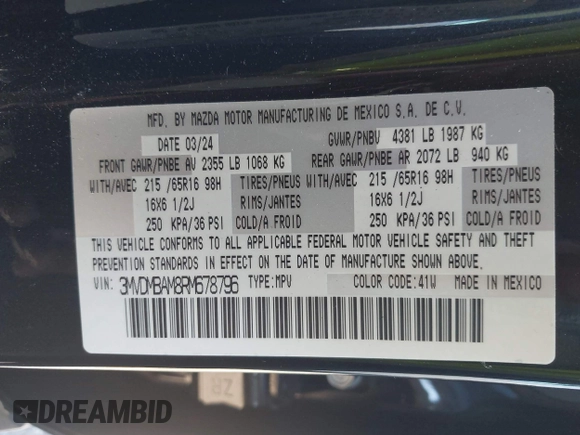 MFD. BY MAZDA MOTOR MANUFACTURING DE MEXICO S.A. DE C.V.
DATE 03/24 GVWR/PNBV 4381 LB 1987 KG
FRONT GAWR/PNBE AV 2355 LB 1068 KG REAR GAWR/PNBE AR 2072 LB 940 KG
WITH/AVEC 215 /65R16 98H TIRES/PNEUS WITH/AVEC 215 /65R16 98H TIRES/PNEUS
16X6 1/2J RIMS/JANTES 16X6 1/2J RIMS/JANTES
250 KPA/36 PSI COLD/A FROID 250 KPA/36 PSI COLD/A FROID
THIS VEHICLE CONFORMS TO ALL APPLICABLE FEDERAL MOTOR VEHICLE SAFETY AND THEFT
PREVENTION STANDARDS IN EFFECT ON THE DATE OF MANUFACTURE SHOWN ABOVE.
VIN: 3MVDMBAM8RM678796 TYPE:MPV COLOR:41W MADE IN MEXICO
DREAMBID